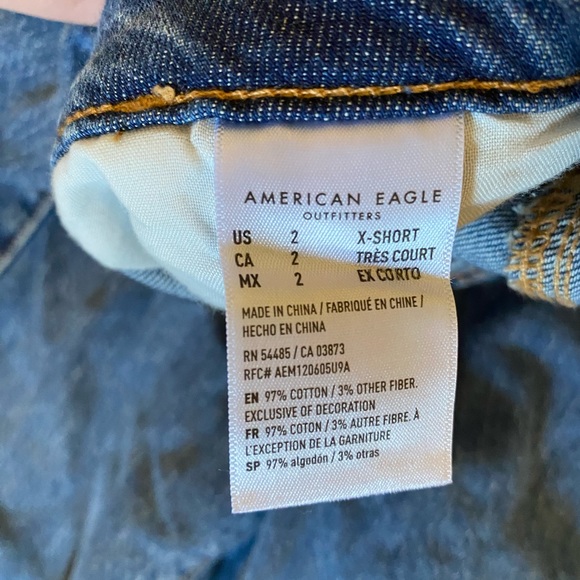 AMERICAN EAGLE
OUTFITTERS
US 2 X-SHORT
CA 2 TRÈS COURT
MX 2 EX CORTO
MADE IN CHINA / FABRIQUÉ EN CHINE /
HECHO EN CHINA
RN 54485 / CA 03873
RFC# AEM120605U9A
EN 97% COTTON / 3% OTHER FIBER.
EXCLUSIVE OF DECORATION
FR 97% COTON / 3% AUTRE FIBRE. À
L'EXCEPTION DE LA GARNITURE
SP 97% algodón / 3% otras